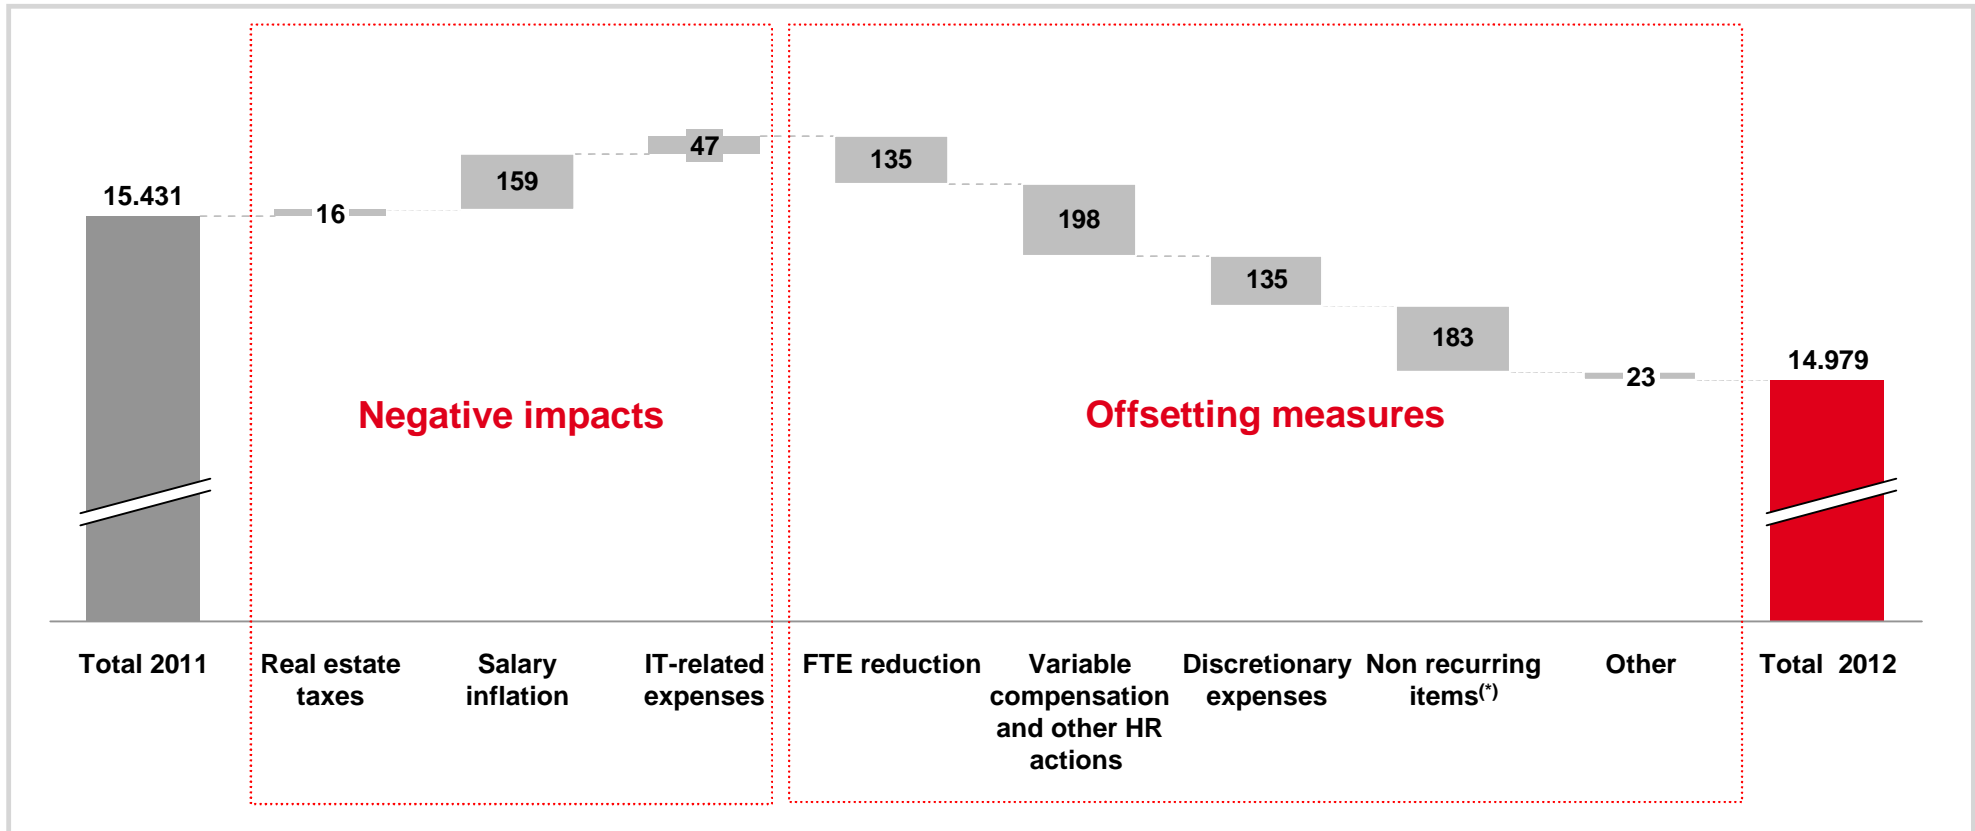 15.431
16
159
47
135
198
135
183
23
14.979
Negative impacts
Offsetting measures
Total 2011
Real estate
taxes
Salary
inflation
IT-related
expenses
FTE reduction
Variable
compensation
and other HR
actions
Discretionary
expenses
Non recurring
items(*)
Other
Total 2012